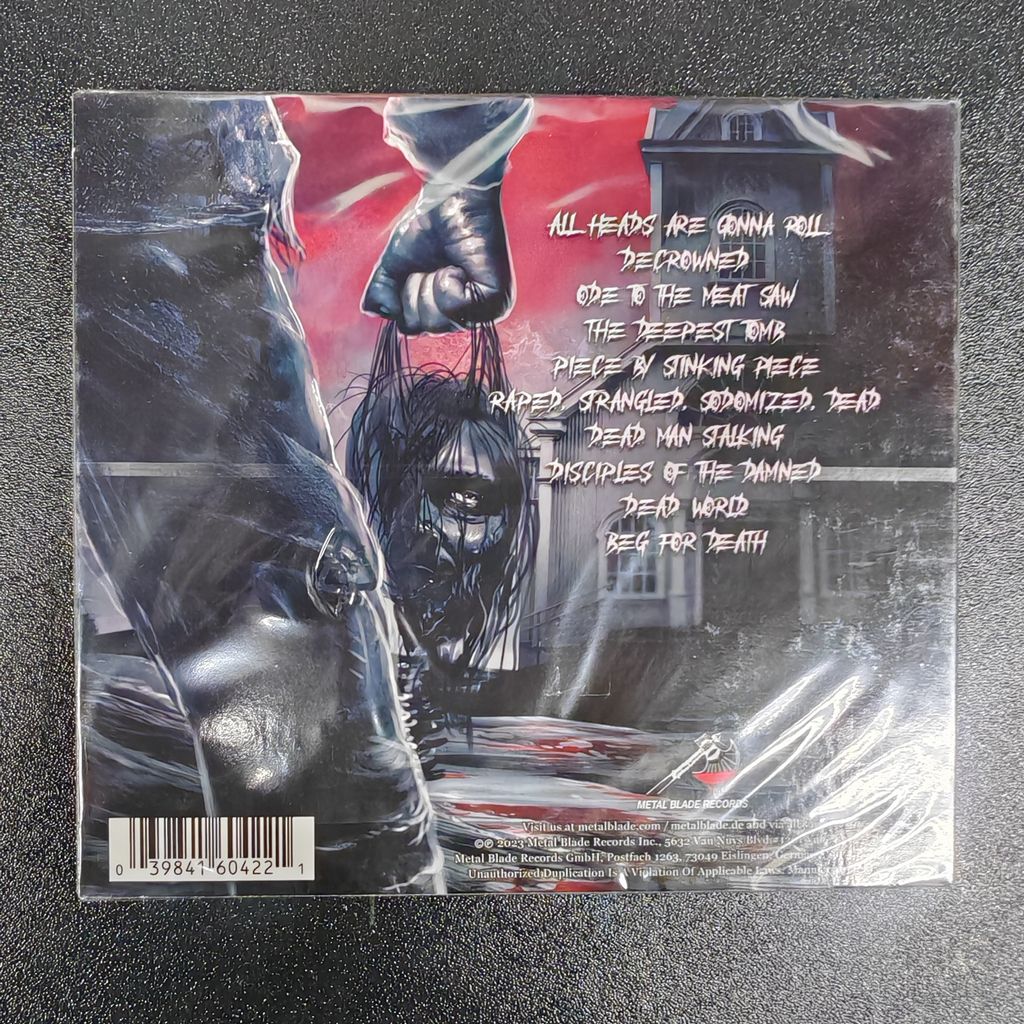 ALL HEADS ARE GONNA ROLL
DECROWNED
ODE TO THE MEAT SAW
THE DEEPEST TOMB
PIECE BY STINKING PIECE
RAPED, STRANGLED, SODOMIZED, DEAD
DEAD MAN STALKING
DISCIPLES OF THE DAMNED
DEAD WORLD
BEG FOR DEATH
METAL BLADE RECORDS
Visit us at metalblade.com / metalblade.de and via all
©℗ 2023 Metal Blade Records Inc., 5632 Van Nuys Blvd.
Metal Blade Records GmbH, Postfach 1263, 73049 Eislingen, Germany
Unauthorized Duplication Is A Violation Of Applicable Laws.
0 39841 60422 1